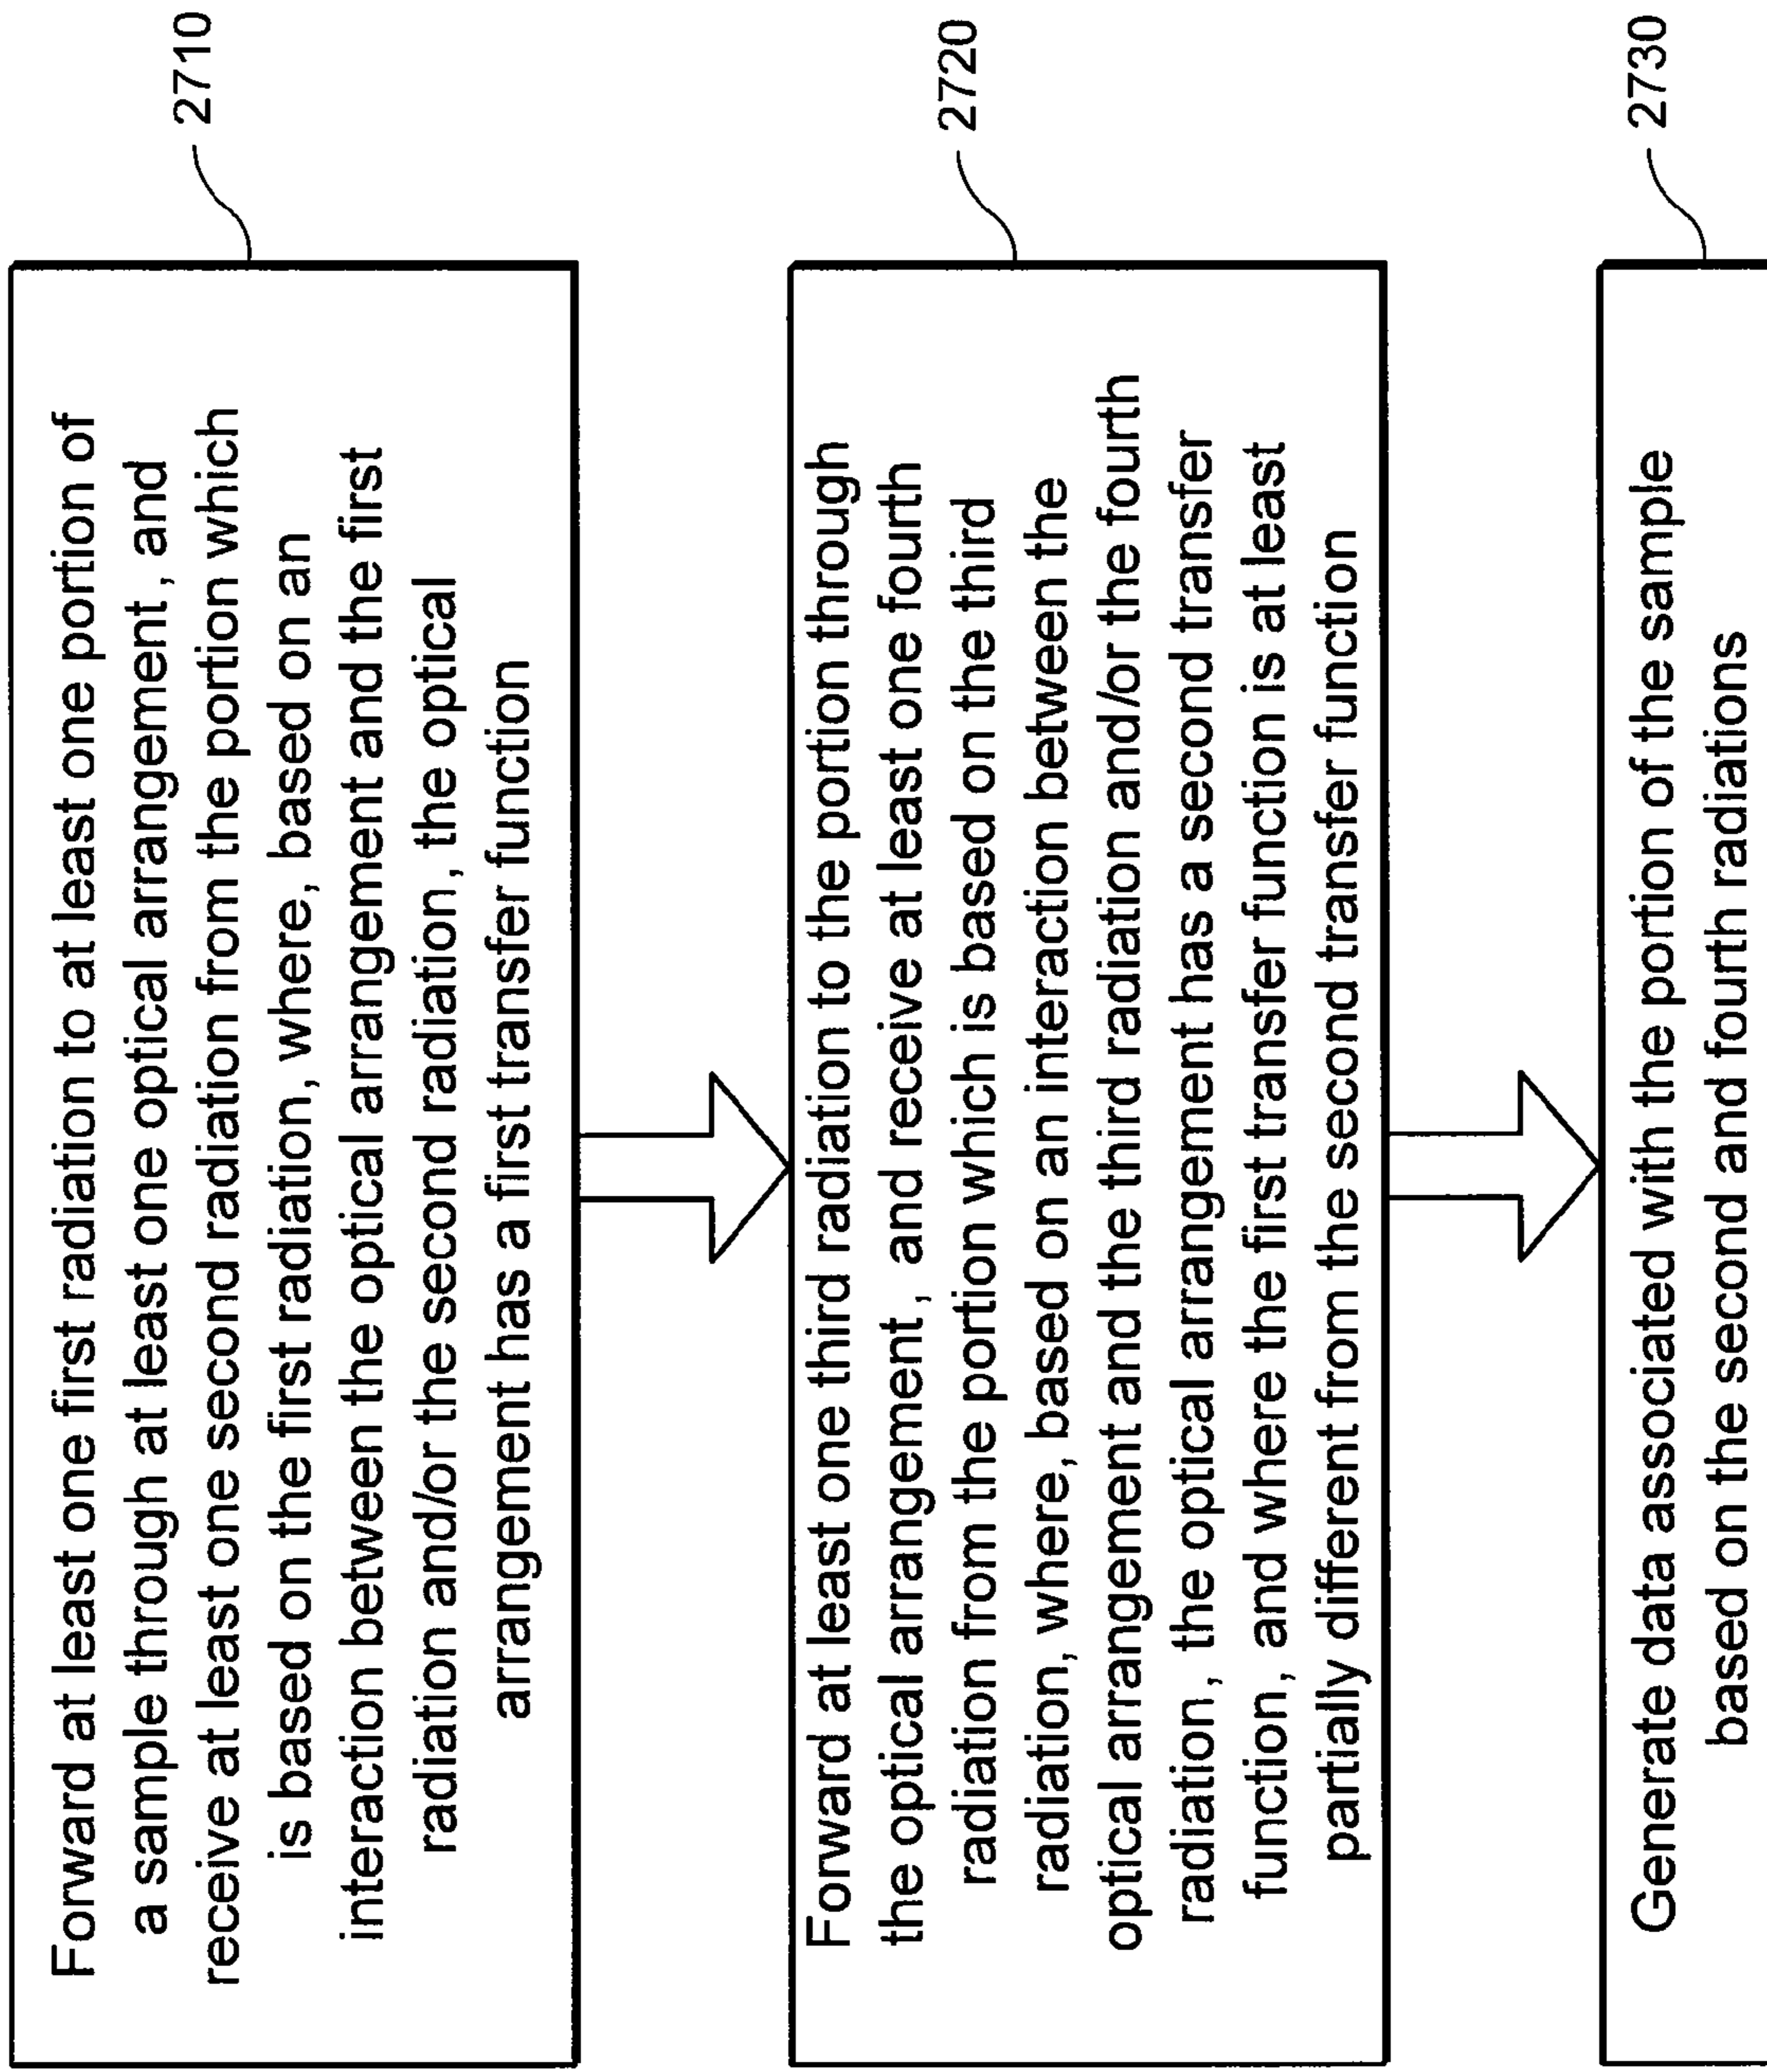 Forward at least one first radiation to at least one portion of
a sample through at least one optical arrangement, and
receive at least one second radiation from the portion which
is based on the first radiation, where, based on an
interaction between the optical arrangement and the first
radiation and/or the second radiation, the optical
arrangement has a first transfer function
2710
Forward at least one third radiation to the portion through
the optical arrangement, and receive at least one fourth
radiation from the portion which is based on the third
radiation, where, based on an interaction between the
optical arrangement and the third radiation and/or the fourth
radiation, the optical arrangement has a second transfer
function, and where the first transfer function is at least
partially different from the second transfer function
2720
Generate data associated with the portion of the sample
based on the second and fourth radiations
2730